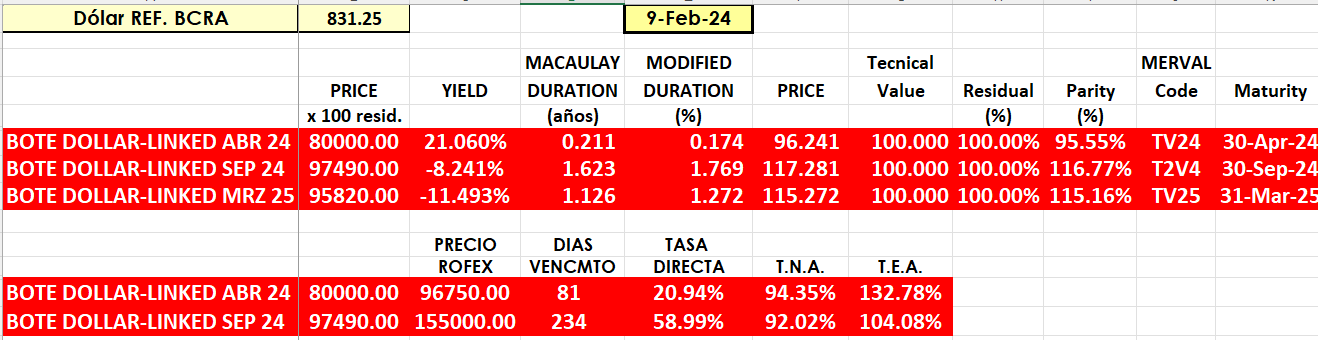 Dólar REF. BCRA 831.25 9-Feb-24
MACAULAY MODIFIED Tecnical MERVAL
PRICE YIELD DURATION DURATION PRICE Value Residual Parity Code Maturity
x 100 resid. (años) (%) (%) (%)
BOTE DOLLAR-LINKED ABR 24 80000.00 21.060% 0.211 0.174 96.241 100.000 100.00% 95.55% TV24 30-Apr-24
BOTE DOLLAR-LINKED SEP 24 97490.00 -8.241% 1.623 1.769 117.281 100.000 100.00% 116.77% T2V4 30-Sep-24
BOTE DOLLAR-LINKED MRZ 25 95820.00 -11.493% 1.126 1.272 115.272 100.000 100.00% 115.16% TV25 31-Mar-25
PRECIO DIAS TASA
ROFEX VENCMTO DIRECTA T.N.A. T.E.A.
BOTE DOLLAR-LINKED ABR 24 80000.00 96750.00 81 20.94% 94.35% 132.78%
BOTE DOLLAR-LINKED SEP 24 97490.00 155000.00 234 58.99% 92.02% 104.08%